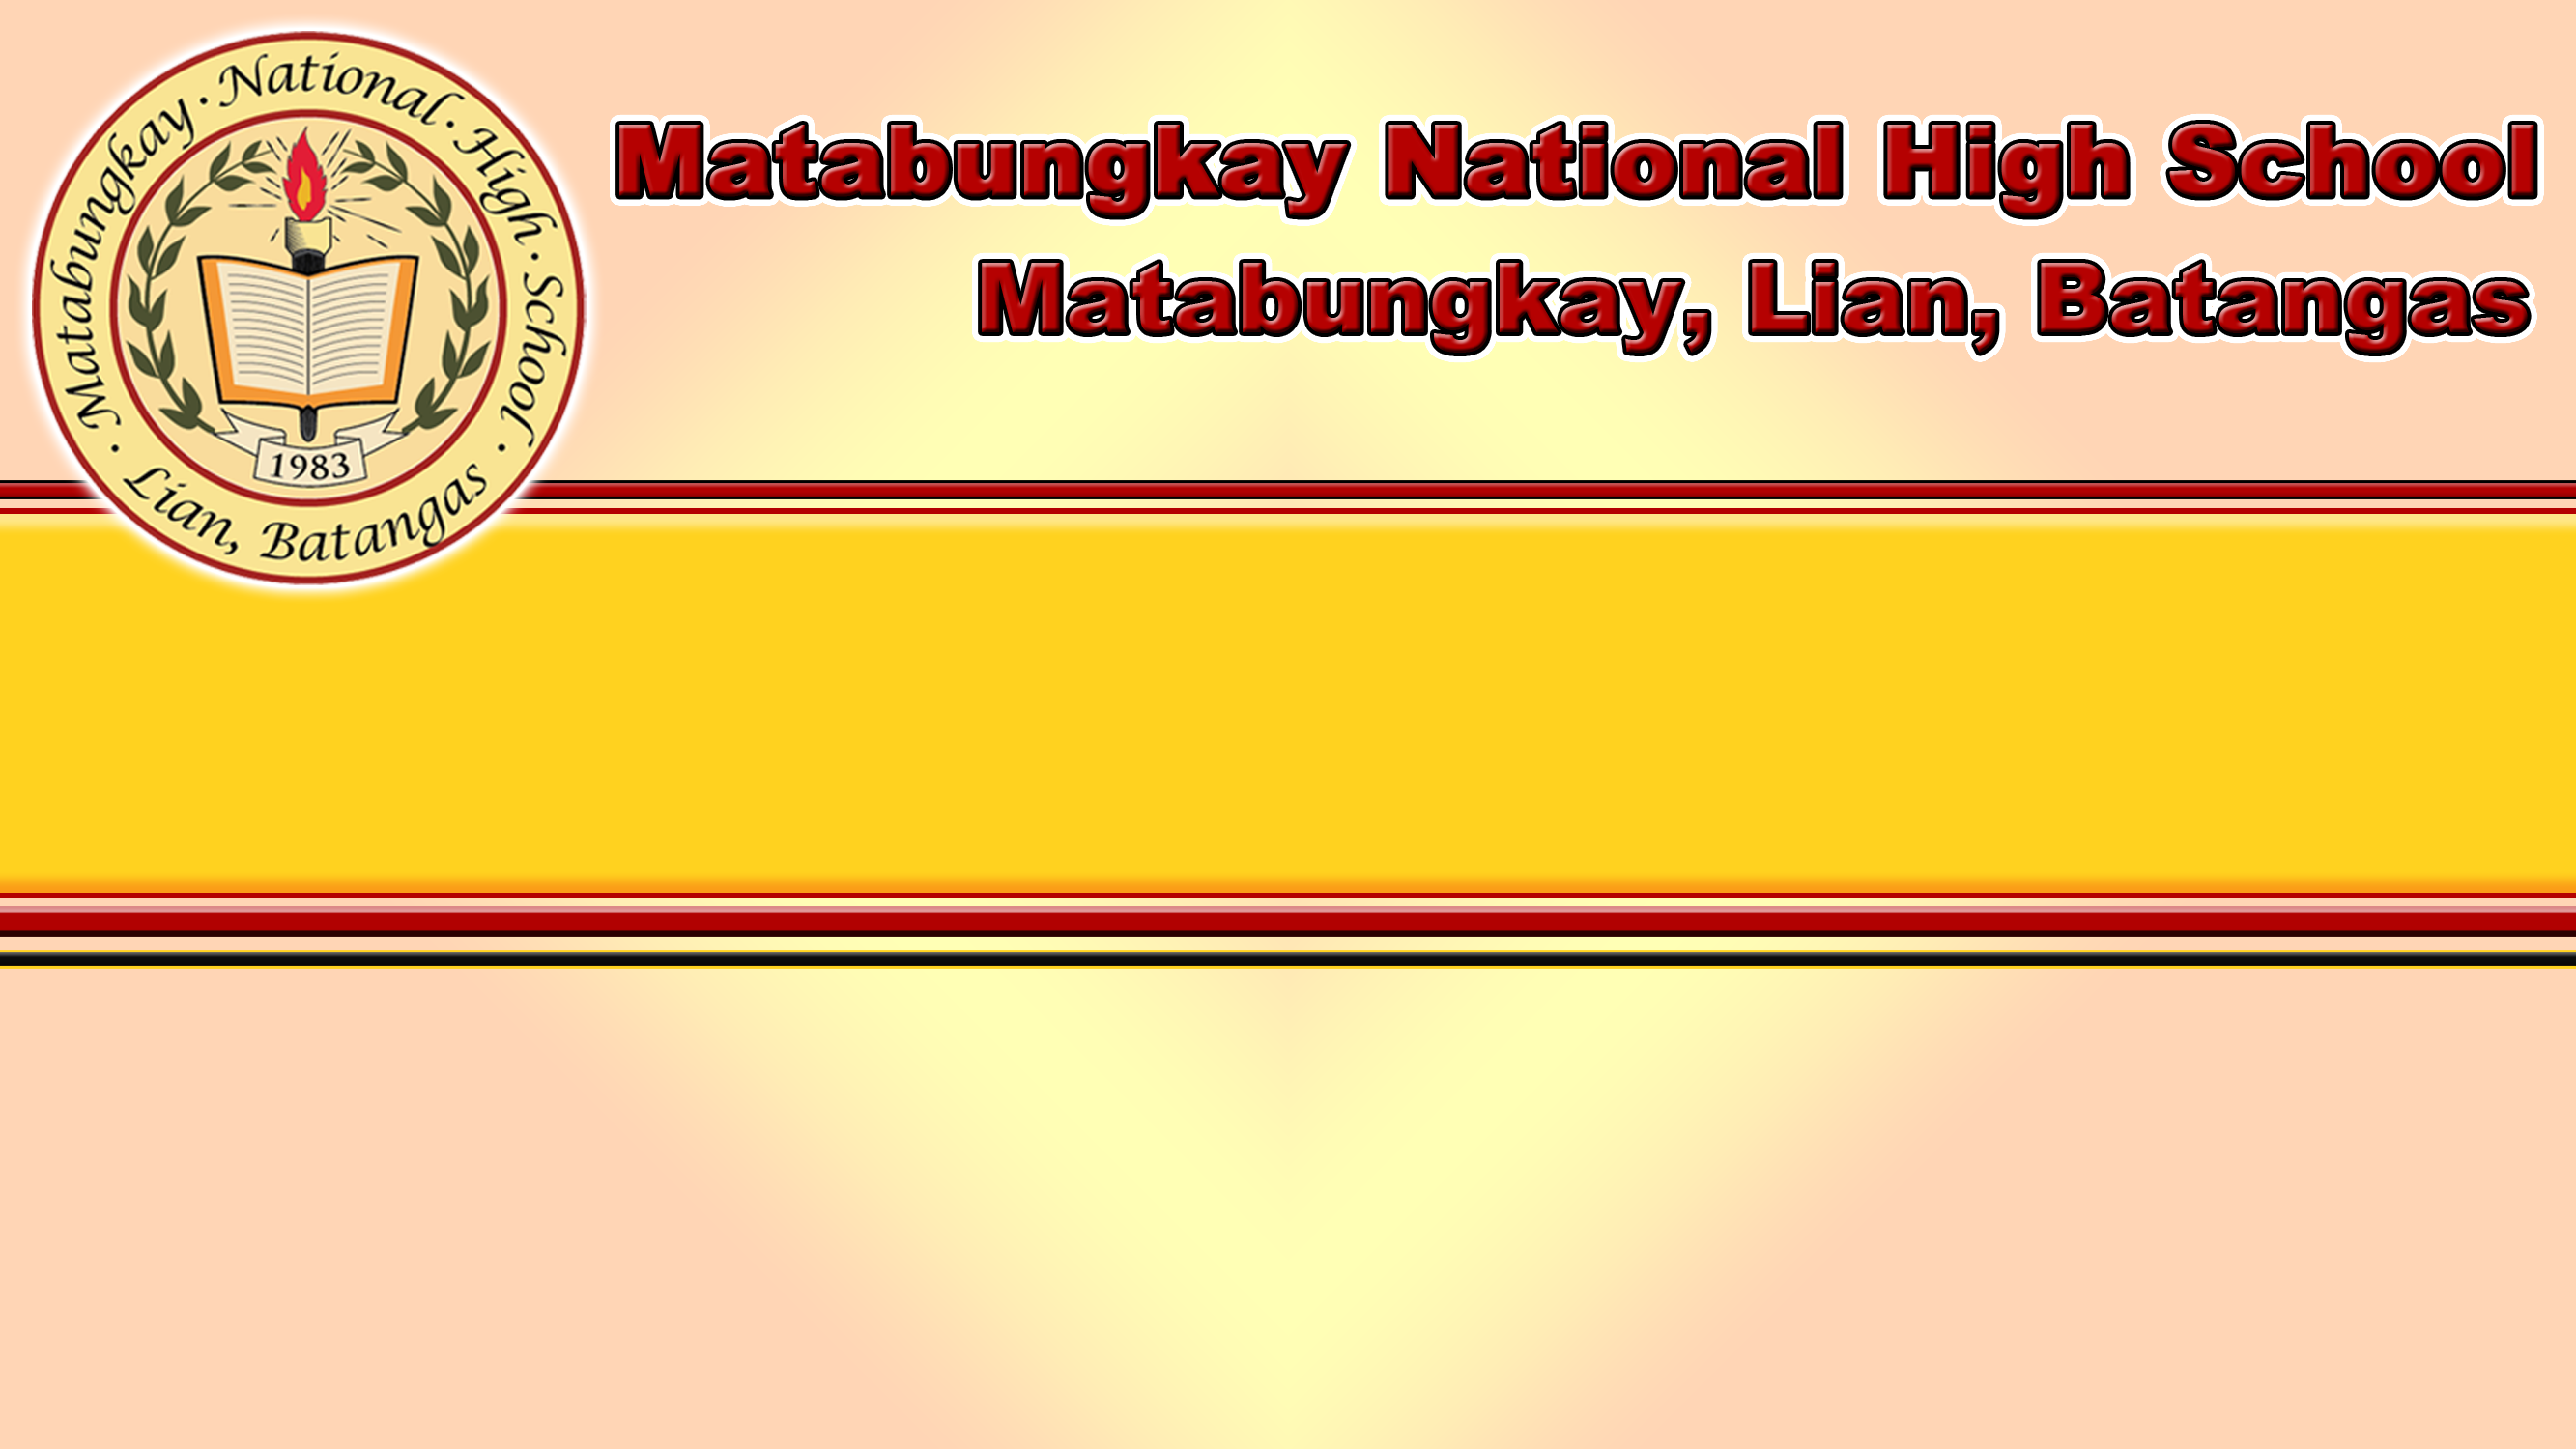 Matabungkay · National · High · School ·
Lian, Batangas ·
1983
Matabungkay National High School
Matabungkay, Lian, Batangas